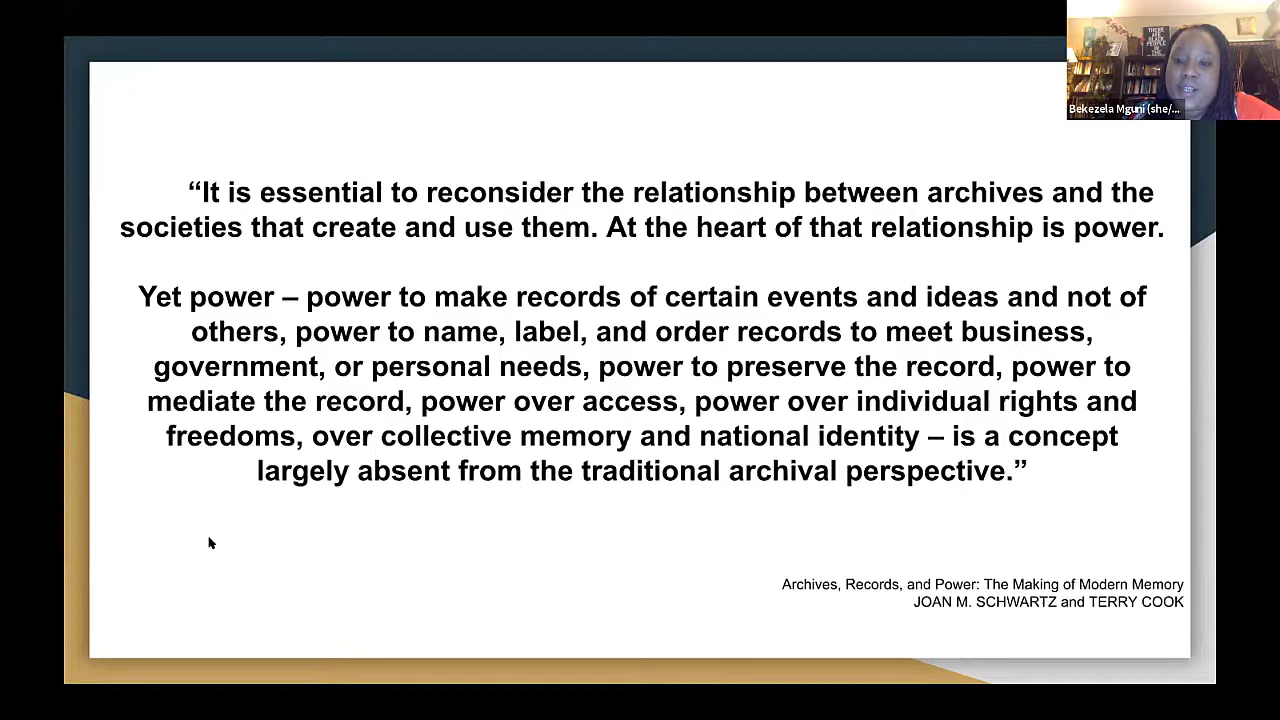 Bekezela Mguni (she/...
“It is essential to reconsider the relationship between archives and the
societies that create and use them. At the heart of that relationship is power.
Yet power – power to make records of certain events and ideas and not of
others, power to name, label, and order records to meet business,
government, or personal needs, power to preserve the record, power to
mediate the record, power over access, power over individual rights and
freedoms, over collective memory and national identity – is a concept
largely absent from the traditional archival perspective.”
Archives, Records, and Power: The Making of Modern Memory
JOAN M. SCHWARTZ and TERRY COOK